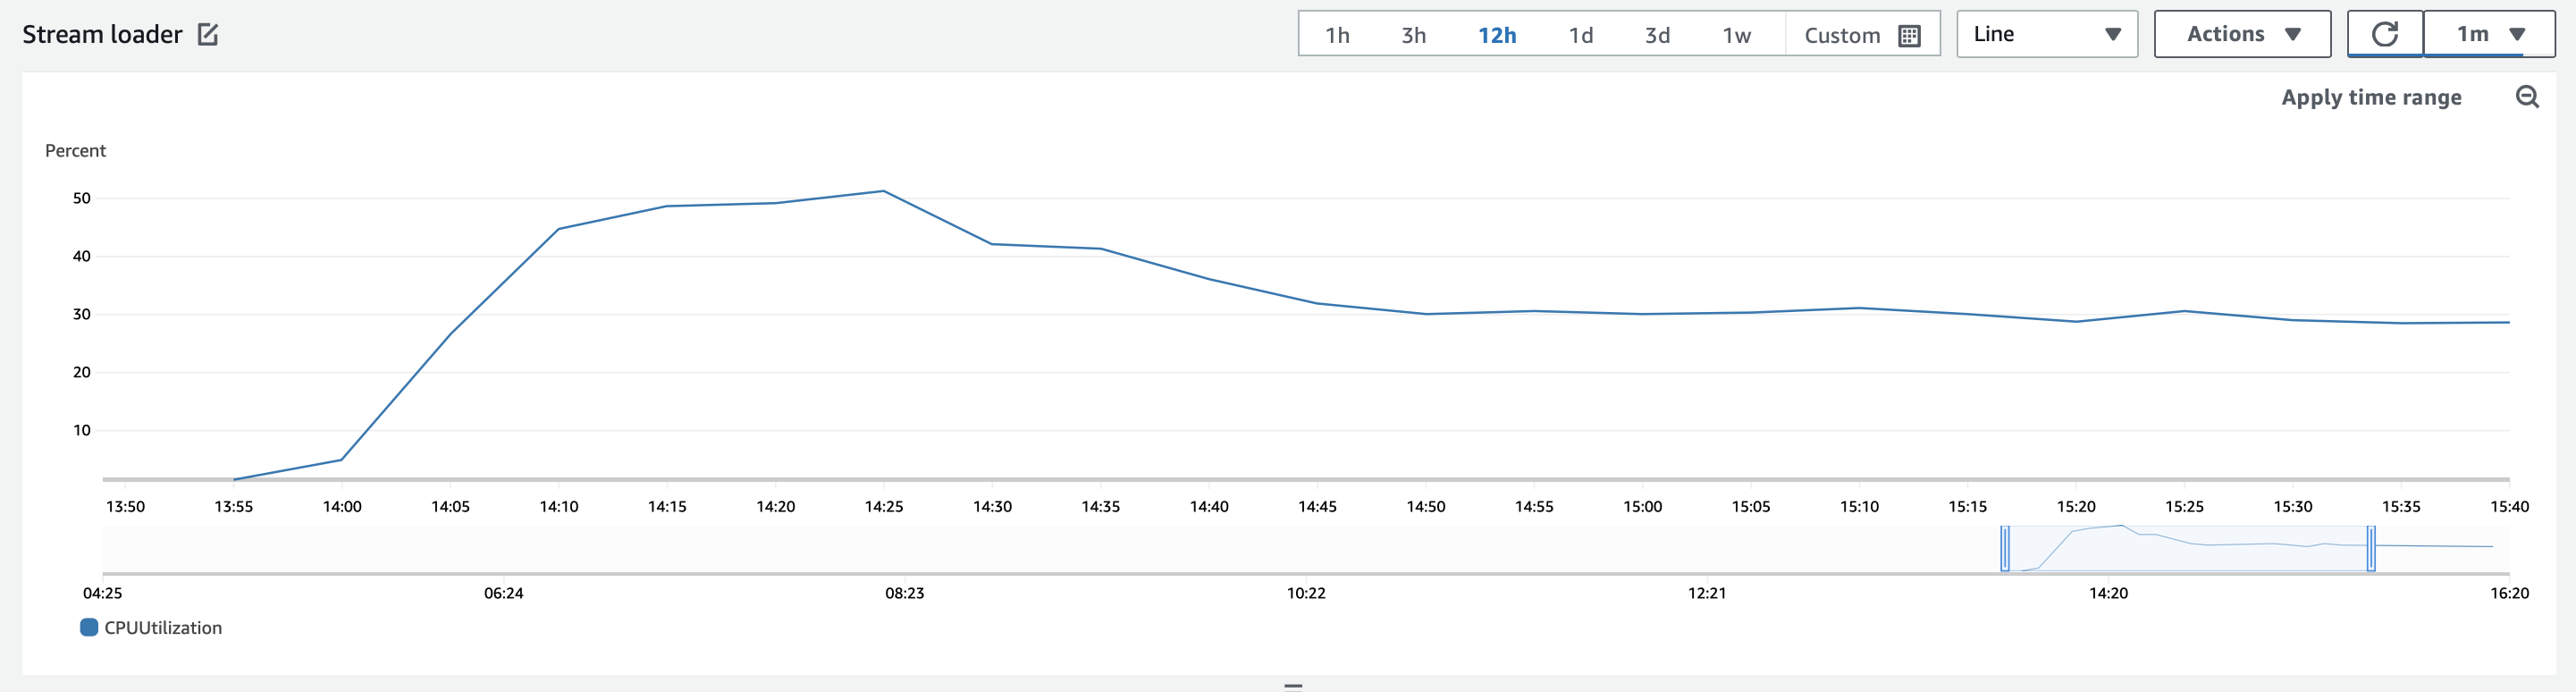 Stream loader
1h 3h 12h 1d 3d 1w Custom Line Actions 1m
Apply time range
Percent
50
40
30
20
10
13:50 13:55 14:00 14:05 14:10 14:15 14:20 14:25 14:30 14:35 14:40 14:45 14:50 14:55 15:00 15:05 15:10 15:15 15:20 15:25 15:30 15:35 15:40
04:25 06:24 08:23 10:22 12:21 14:20 16:20
CPUUtilization